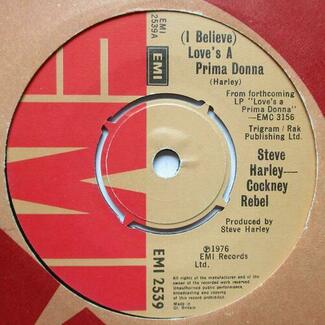 EMI
EMI
2539A
EMI
(I Believe)
Love's A
Prima Donna
(Harley)
From forthcoming
LP "Love's a
Prima Donna"
—EMC 3156
Trigram / Rak
Publishing Ltd.
Steve
Harley—
Cockney
Rebel
Produced by
Steve Harley
EMI 2539
℗1976
EMI Records
Ltd.
All rights of the manufacturer and of the
owner of the recorded work reserved
Unauthorised public performance,
broadcasting and copying
of this record prohibited.
Made in
Gt. Britain